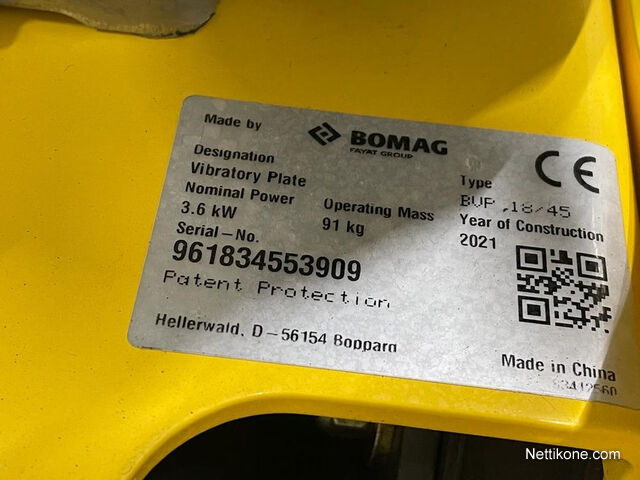 Made by
BOMAG
FAYAT GROUP
CE
Designation
Vibratory Plate
Nominal Power
3.6 kW
Operating Mass
91 kg
Type
BVP ,18/45
Year of Construction
2021
Serial-No.
961834553909
Patent Protection
Hellerwald, D-56154 Boppard
Made in China
Nettikone.com